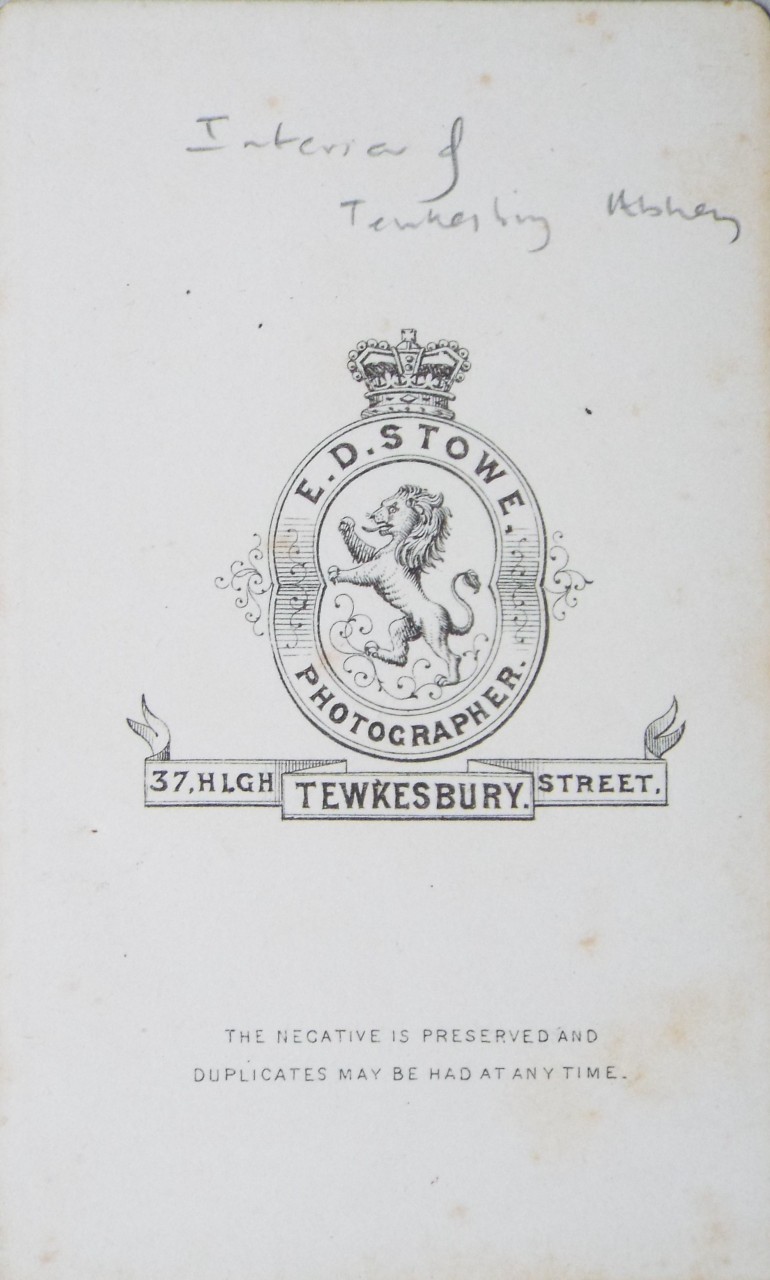 Interior of
Tewkesbury Abbey
E.D.STOWE.
PHOTOGRAPHER.
37,HIGH TEWKESBURY. STREET.
THE NEGATIVE IS PRESERVED AND
DUPLICATES MAY BE HAD AT ANY TIME.